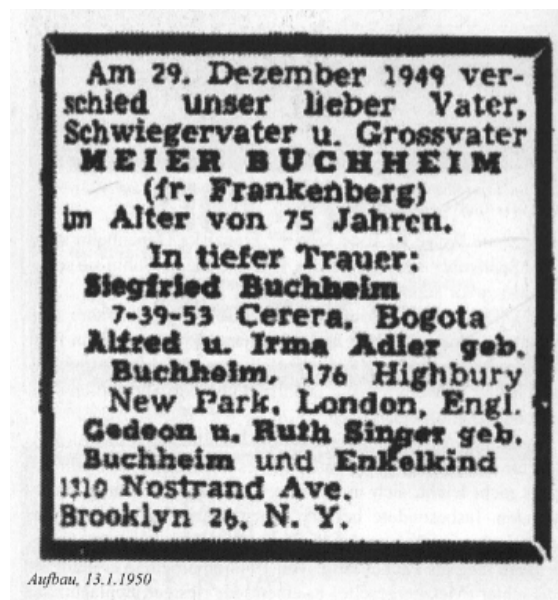 Am 29. Dezember 1949 ver-
schied unser lieber Vater,
Schwiegervater u. Grossvater
MEIER BUCHHEIM
(fr. Frankenberg)
im Alter von 75 Jahren.
In tiefer Trauer:
Siegfried Buchheim
7-39-53 Cerera, Bogota
Alfred u. Irma Adler geb.
Buchheim, 176 Highbury
New Park, London, Engl.
Gedeon u. Ruth Singer geb.
Buchheim und Enkelkind
1310 Nostrand Ave.
Brooklyn 26, N. Y.
Aufbau, 13.1.1950